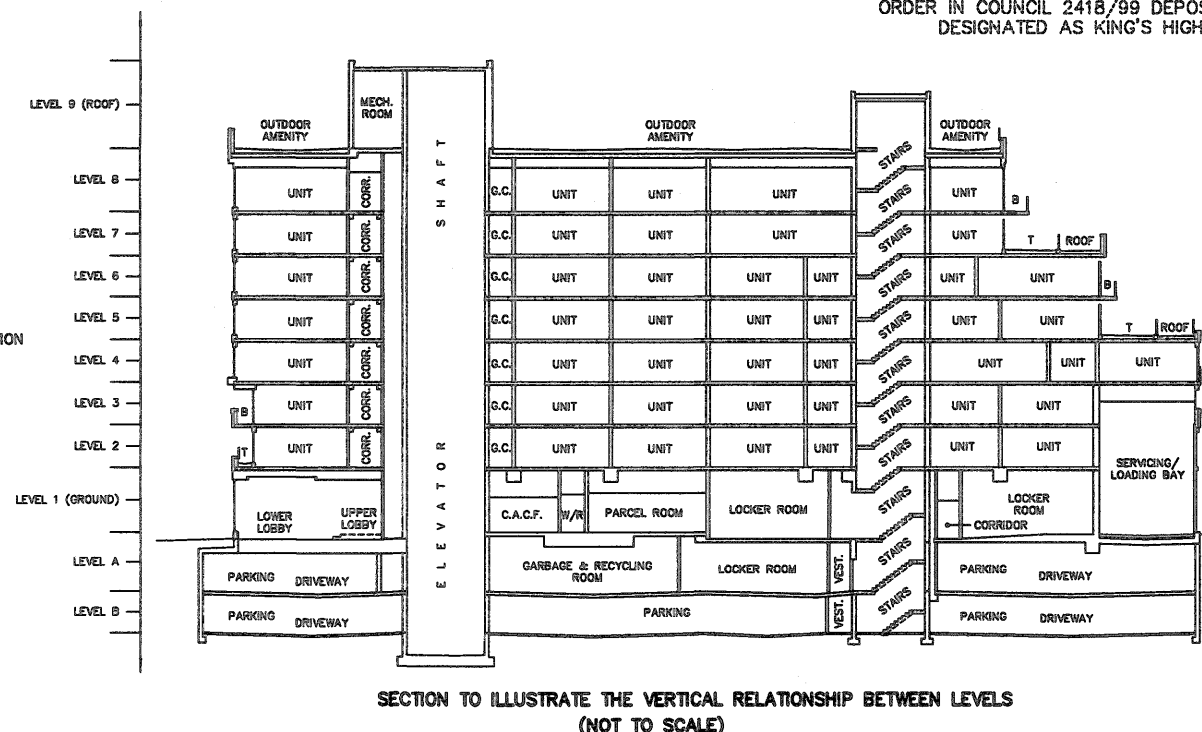 ORDER IN COUNCIL 2418/99 DEPOS
DESIGNATED AS KING'S HIGH
LEVEL 9 (ROOF)
MECH.
ROOM
OUTDOOR
AMENITY
OUTDOOR
AMENITY
OUTDOOR
AMENITY
SHAFT
STAIRS
LEVEL 8
UNIT CORR. G.C. UNIT UNIT UNIT STAIRS UNIT B
LEVEL 7
UNIT CORR. G.C. UNIT UNIT UNIT STAIRS UNIT T ROOF
LEVEL 6
UNIT CORR. G.C. UNIT UNIT UNIT UNIT STAIRS UNIT UNIT B
LEVEL 5
UNIT CORR. G.C. UNIT UNIT UNIT UNIT STAIRS UNIT UNIT T ROOF
ION
LEVEL 4
UNIT CORR. G.C. UNIT UNIT UNIT UNIT STAIRS UNIT UNIT UNIT
LEVEL 3
B UNIT CORR. G.C. UNIT UNIT UNIT UNIT STAIRS UNIT UNIT
LEVEL 2
T UNIT CORR. G.C. UNIT UNIT UNIT UNIT STAIRS UNIT UNIT
SERVICING/
LOADING BAY
ELEVATOR
LEVEL 1 (GROUND)
LOWER
LOBBY
UPPER
LOBBY
C.A.C.F. W/R PARCEL ROOM LOCKER ROOM STAIRS
LOCKER
ROOM
CORRIDOR
LEVEL A
PARKING DRIVEWAY
GARBAGE & RECYCLING
ROOM
LOCKER ROOM VEST. STAIRS PARKING DRIVEWAY
LEVEL B
PARKING DRIVEWAY PARKING VEST. STAIRS PARKING DRIVEWAY
SECTION TO ILLUSTRATE THE VERTICAL RELATIONSHIP BETWEEN LEVELS
(NOT TO SCALE)